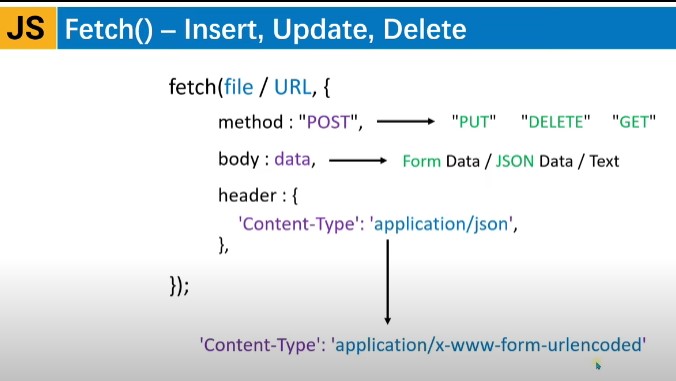 JS Fetch() – Insert, Update, Delete
fetch(file / URL, {
method : "POST", "PUT" "DELETE" "GET"
body : data, Form Data / JSON Data / Text
header : {
'Content-Type': 'application/json',
},
});
'Content-Type': 'application/x-www-form-urlencoded'